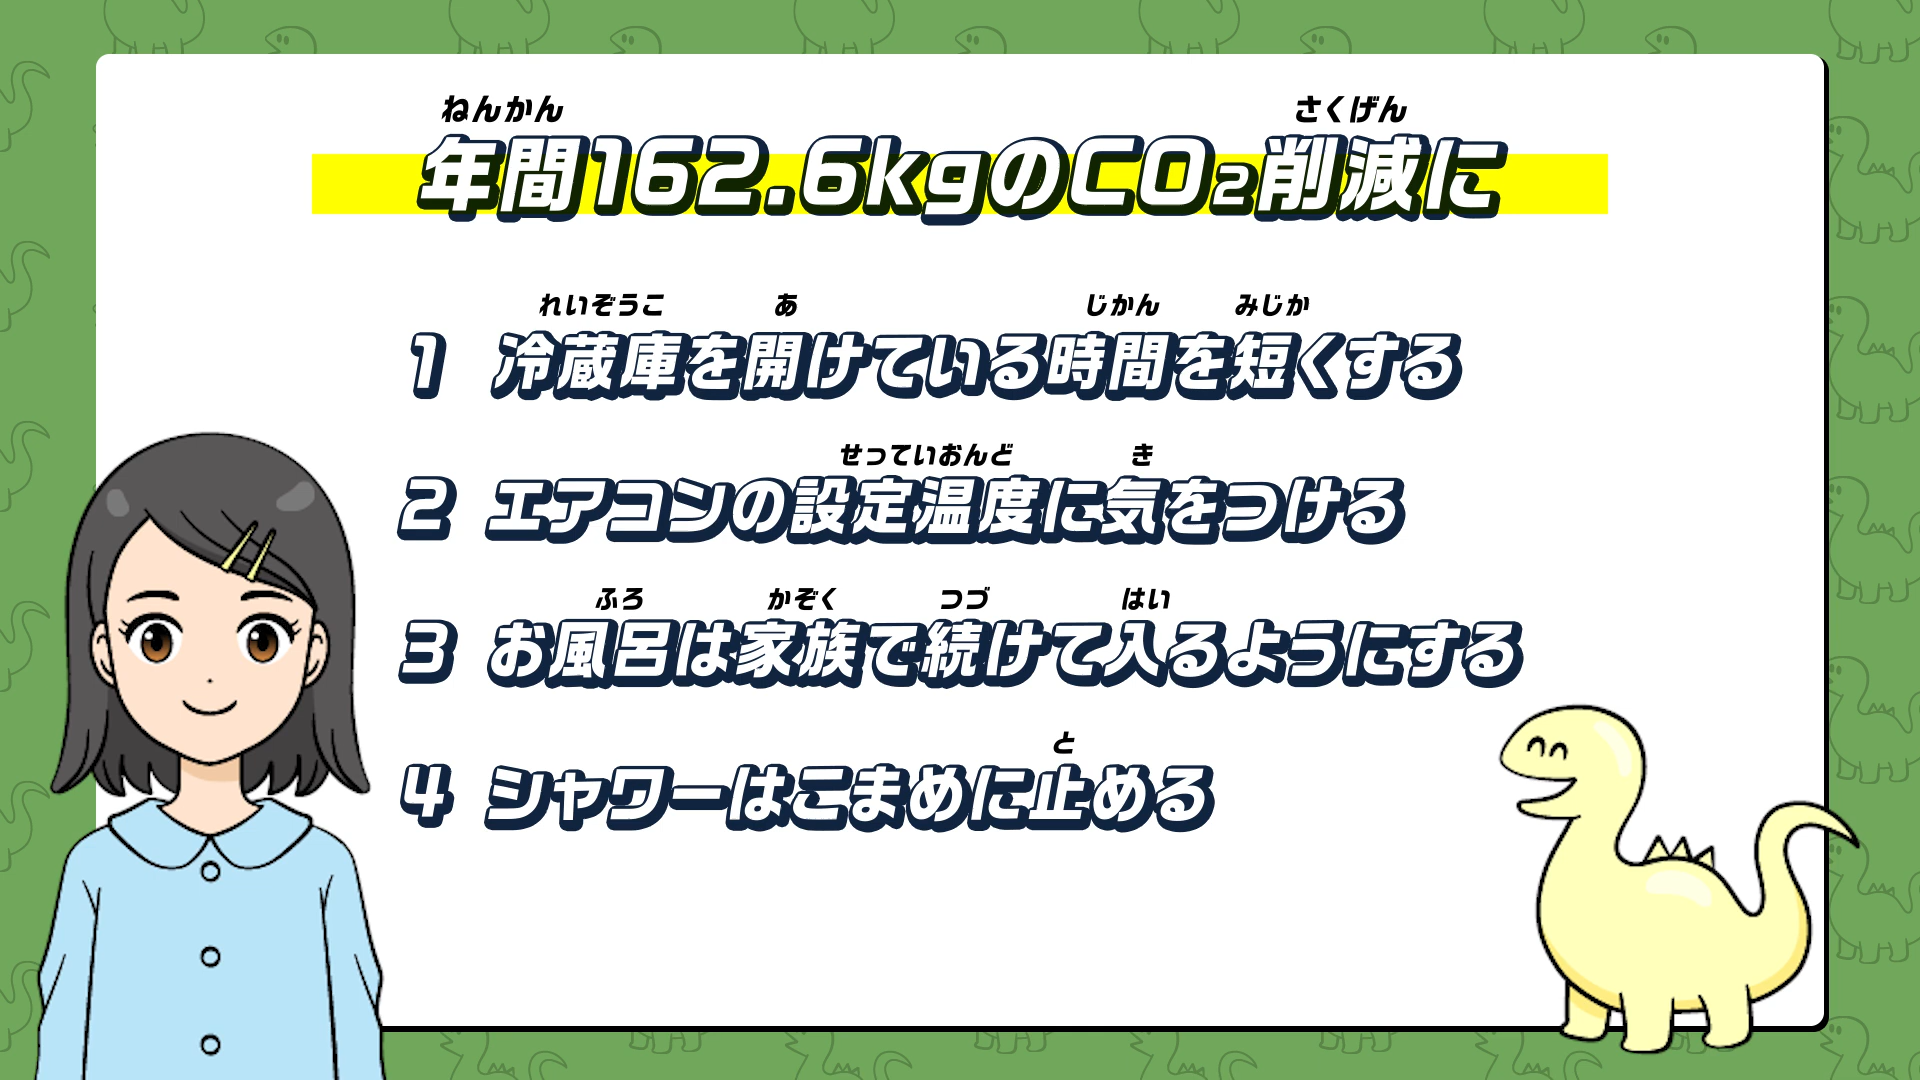 ねんかん さくげん
年間162.6kgのCO₂削減に
れいぞうこ あ じかん みじか
1 冷蔵庫を開けている時間を短くする
せっていおんど き
2 エアコンの設定温度に気をつける
ふろ かぞく つづ はい
3 お風呂は家族で続けて入るようにする
と
4 シャワーはこまめに止める